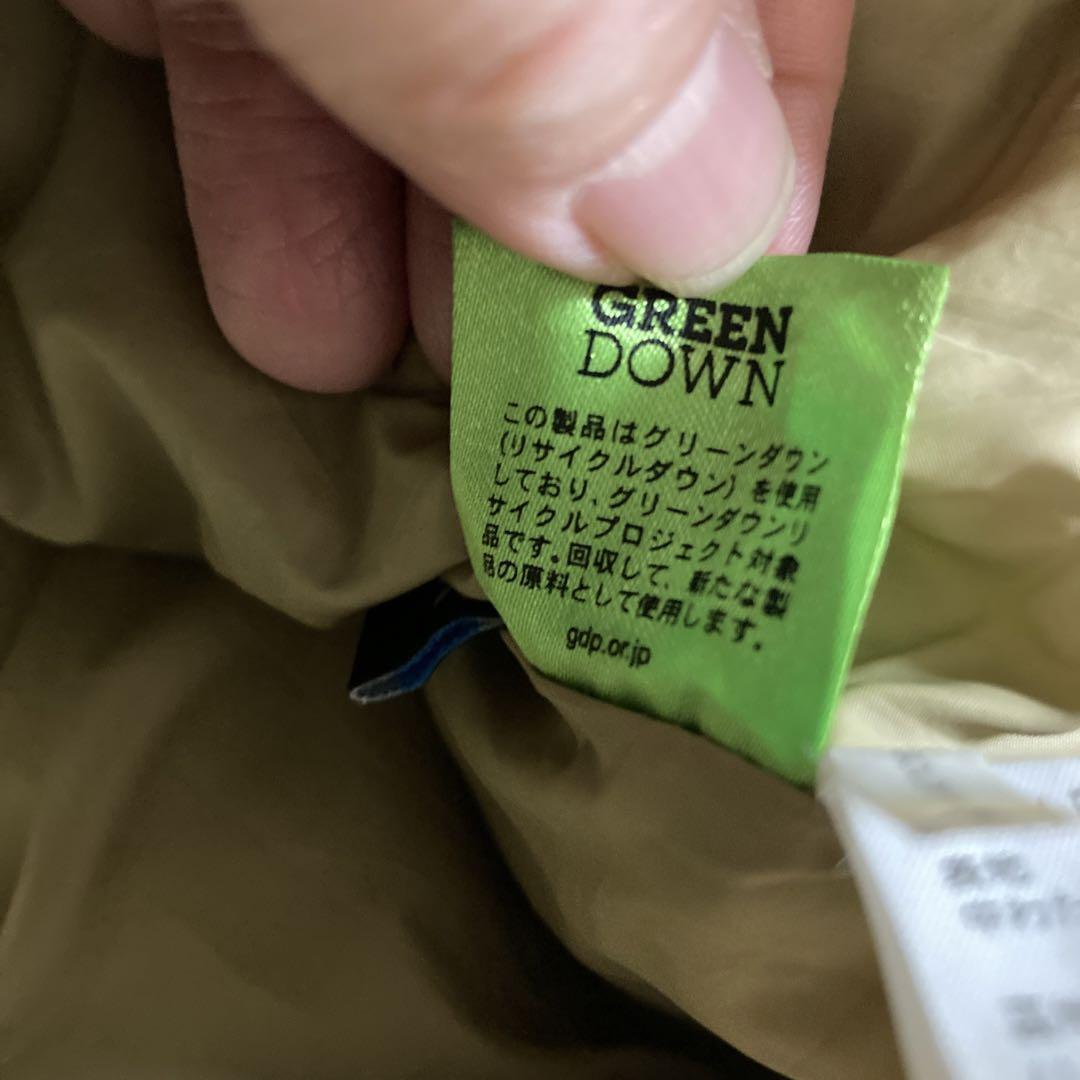 GREEN
DOWN
この製品はグリーンダウン
(リサイクルダウン)を使用
しており、グリーンダウンリ
サイクルプロジェクト対象
品です。回収して、新たな製
品の原料として使用します。
gdp.or.jp